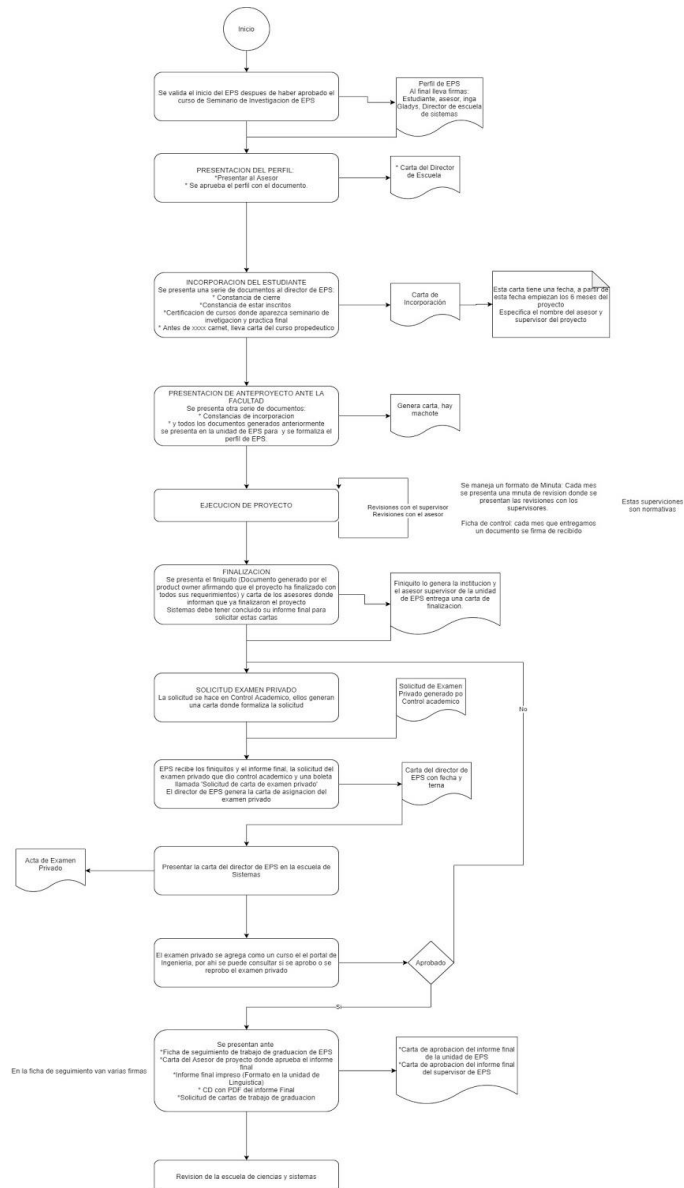 Inicio
Se valida el inicio del EPS despues de haber aprobado el
curso de Seminario de Investigacion de EPS
Perfil de EPS
Al final lleva firmas:
Estudiante, asesor, inga
Gladys, Director de escuela
de sistemas
PRESENTACION DEL PERFIL:
*Presentar al Asesor
* Se aprueba el perfil con el documento.
* Carta del Director
de Escuela
INCORPORACION DEL ESTUDIANTE
Se presenta una serie de documentos al director de EPS:
* Constancia de cierre
*Constancia de estar inscritos
*Certificacion de cursos donde aparezca seminario de
invetigacion y practica final
* Antes de xxxx carnet, lleva carta del curso propedeutico
Carta de
Incorporación
Esta carta tiene una fecha, a partir de
esta fecha empiezan los 6 meses del
proyecto
Especifica el nombre del asesor y
supervisor del proyecto
PRESENTACION DE ANTEPROYECTO ANTE LA
FACULTAD
Se presenta otra serie de documentos:
* Constancias de incorporacion
* y todos los documentos generados anteriormente
se presenta en la unidad de EPS para y se formaliza el
perfil de EPS.
Genera carta, hay
machote
EJECUCION DE PROYECTO
Revisiones con el supervisor
Revisiones con el asesor
Se maneja un formato de Minuta: Cada mes
se presenta una mnuta de revision donde se
presentan las revisiones con los
supervisores.
Ficha de control: cada mes que entregamos
un documento se firma de recibido
Estas superviciones
son normativas
FINALIZACION
Se presenta el finiquito (Documento generado por el
product owner afirmando que el proyecto ha finalizado con
todos sus requerimientos) y carta de los asesores donde
informan que ya finalizaron el proyecto
Sistemas debe tener concluido su informe final para
solicitar estas cartas
Finiquito lo genera la institucion y
el asesor supervisor de la unidad
de EPS entrega una carta de
finalización.
SOLICITUD EXAMEN PRIVADO
La solicitud se hace en Control Academico, ellos generan
una carta donde formaliza la solicitud
Solicitud de Examen
Privado generado po
Control academico
No
EPS recibe los finiquitos y el informe final, la solicitud del
examen privado que dio control academico y una boleta
llamada 'Solicitud de carta de examen privado'
El director de EPS genera la carta de asignacion del
examen privado
Carta del director de
EPS con fecha y
terna
Acta de Examen
Privado
Presentar la carta del director de EPS en la escuela de
Sistemas
El examen privado se agrega como un curso el el portal de
Ingenieria, por ahi se puede consultar si se aprobo o se
reprobo el examen privado
Aprobado
Si
En la ficha de seguimiento van varias firmas
Se presentan ante
*Ficha de seguimiento de trabajo de graduacion de EPS
*Carta del Asesor de proyecto donde aprueba el informe
final
*Informe final impreso (Formato en la unidad de
Linguistica)
* CD con PDF del informe Final
*Solicitud de cartas de trabajo de graduacion
*Carta de aprobacion del informe final
de la unidad de EPS
*Carta de aprobacion del informe final
del supervisor de EPS
Revision de la escuela de ciencias y sistemas